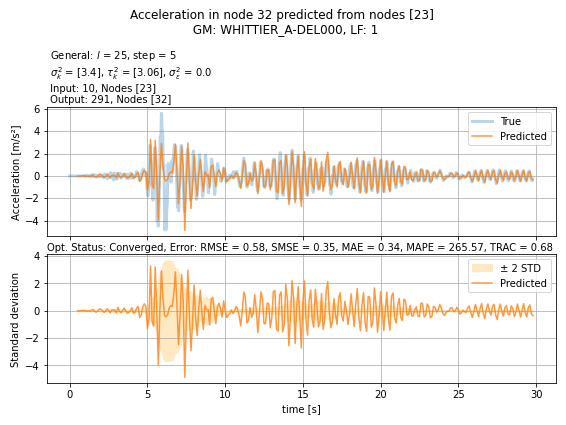 Acceleration in node 32 predicted from nodes [23]
GM: WHITTIER_A-DEL000, LF: 1
General: l = 25, step = 5
σ²ₖ = [3.4], τ²ₖ = [3.06], σ²ε = 0.0
Input: 10, Nodes [23]
Output: 291, Nodes [32]
Acceleration [m/s²]
6
4
2
0
−2
−4
True
Predicted
Opt. Status: Converged, Error: RMSE = 0.58, SMSE = 0.35, MAE = 0.34, MAPE = 265.57, TRAC = 0.68
Standard deviation
4
2
0
−2
−4
± 2 STD
Predicted
0 5 10 15 20 25 30
time [s]